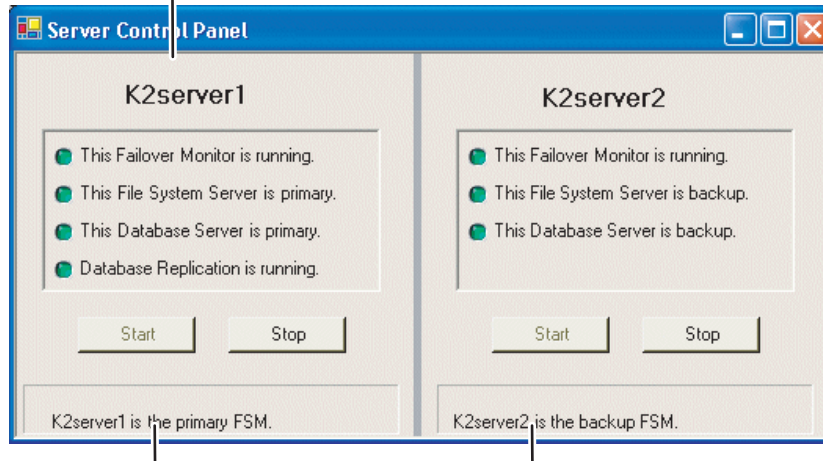 Server Control Panel
K2server1
This Failover Monitor is running.
This File System Server is primary.
This Database Server is primary.
Database Replication is running.
Start Stop
K2server1 is the primary FSM.
K2server2
This Failover Monitor is running.
This File System Server is backup.
This Database Server is backup.
Start Stop
K2server2 is the backup FSM.